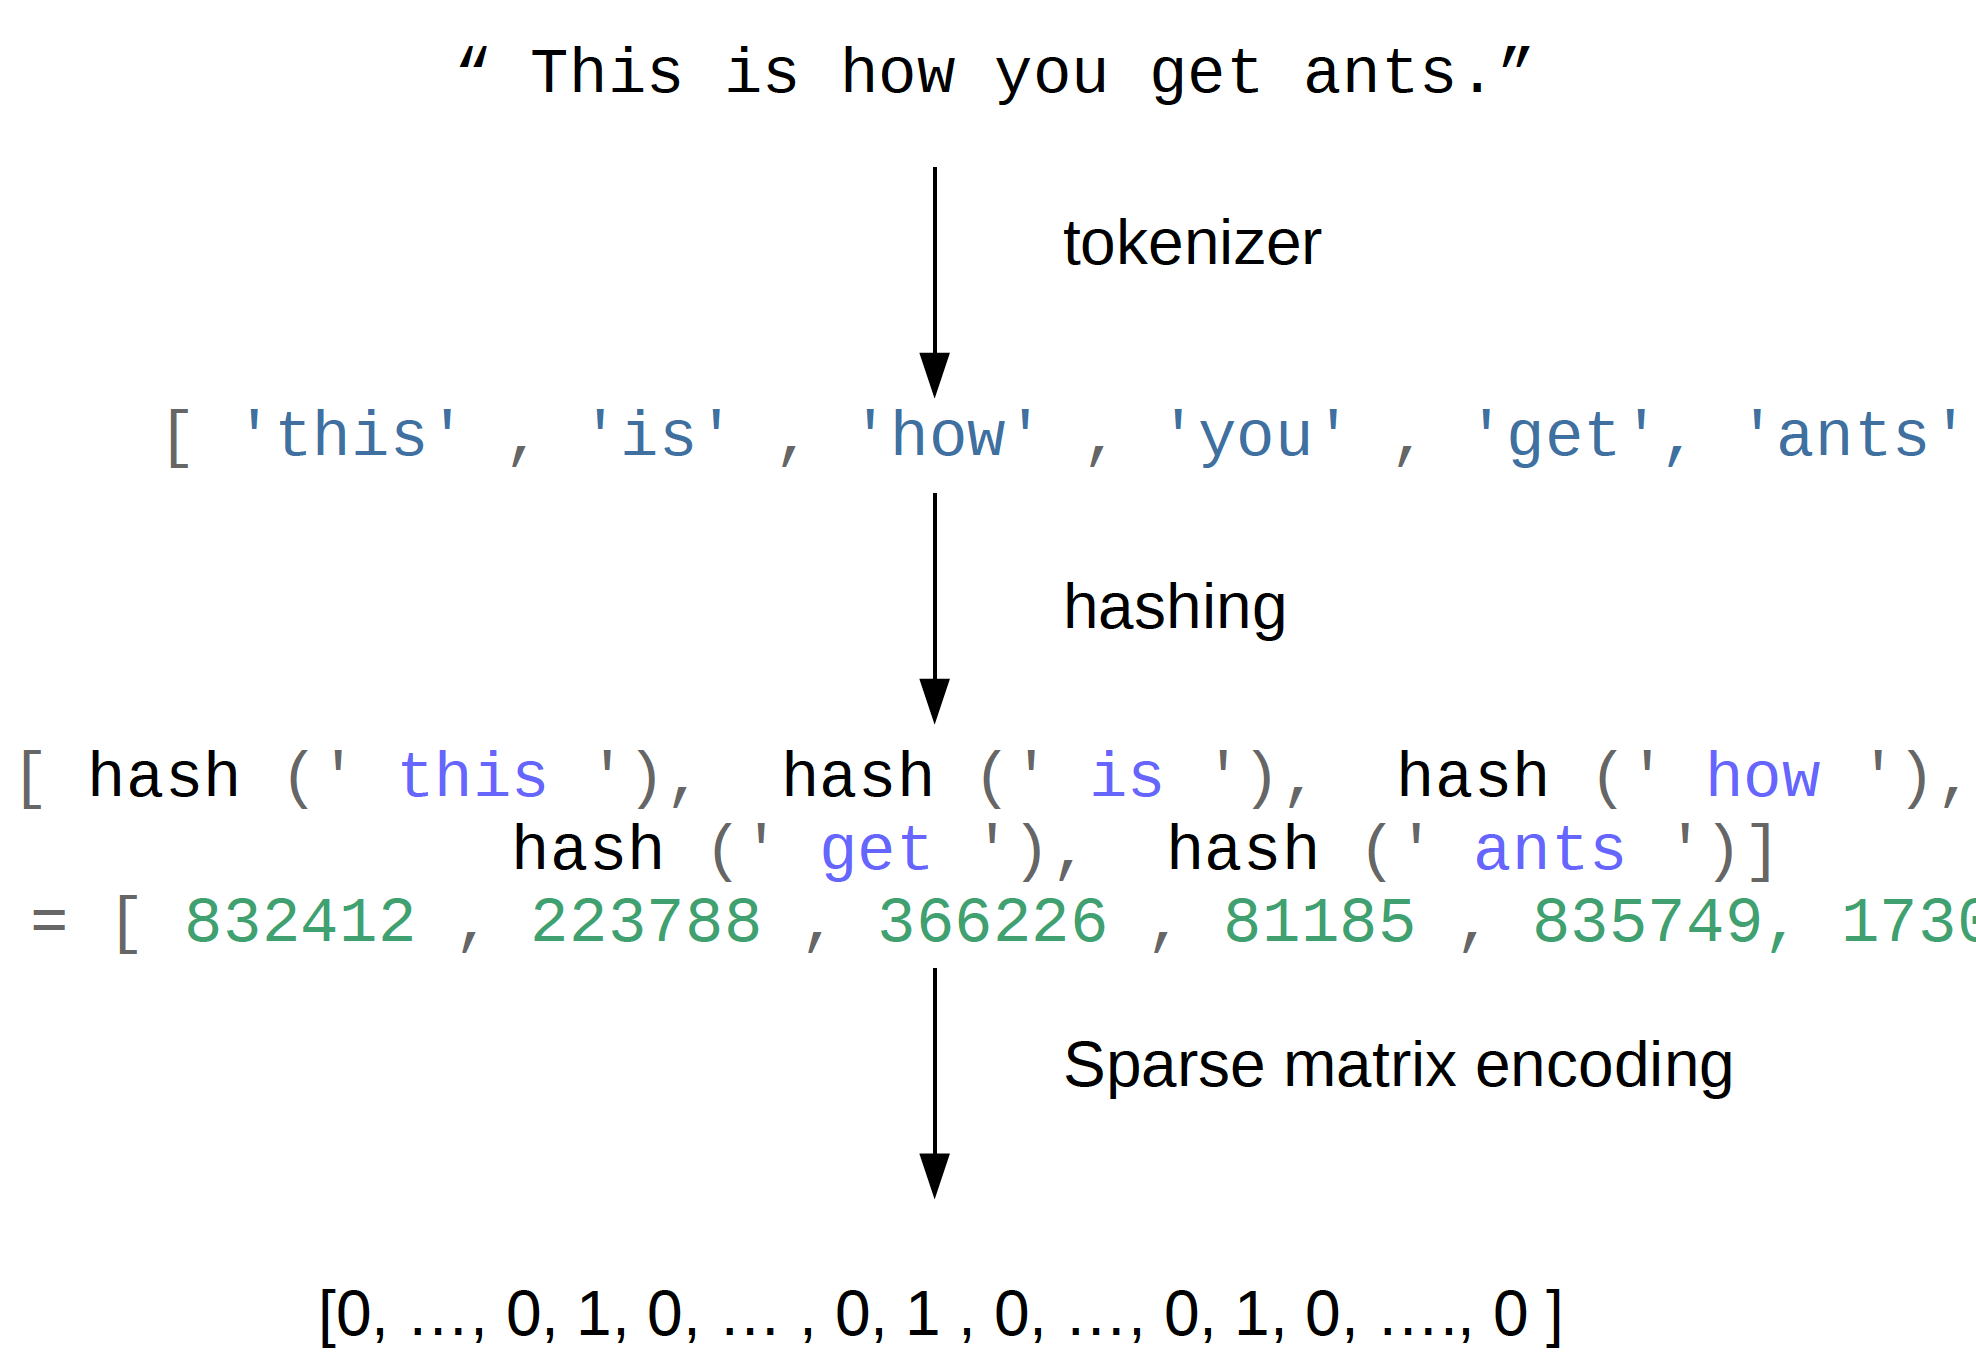 “ This is how you get ants.”
tokenizer
[ 'this' , 'is' , 'how' , 'you' , 'get', 'ants'
hashing
[ hash (' this '), hash (' is '), hash (' how '),
hash (' get '), hash (' ants ')]
= [ 832412 , 223788 , 366226 , 81185 , 835749, 173
Sparse matrix encoding
[0, …, 0, 1, 0, … , 0, 1 , 0, …, 0, 1, 0, …., 0 ]